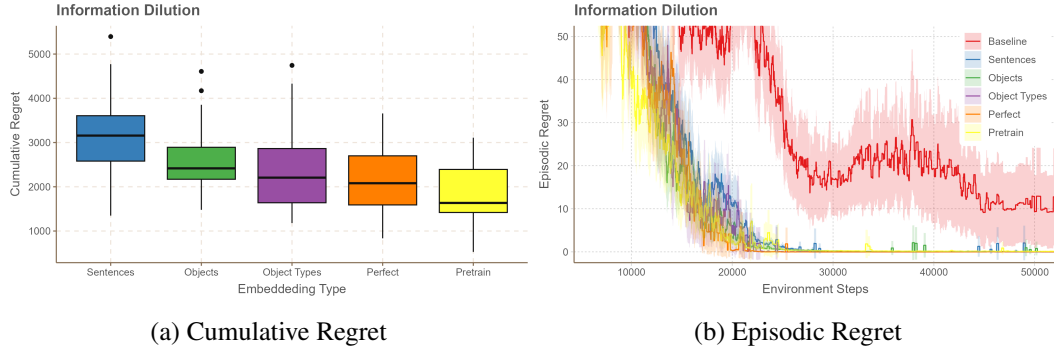 Information Dilution
5000
4000
3000
2000
1000
Cumulative Regret
Sentences
Objects
Object Types
Perfect
Pretrain
Embeddeding Type
(a) Cumulative Regret
Information Dilution
50
40
30
20
10
0
Episodic Regret
Baseline
Sentences
Objects
Object Types
Perfect
Pretrain
10000
20000
30000
40000
50000
Environment Steps
(b) Episodic Regret